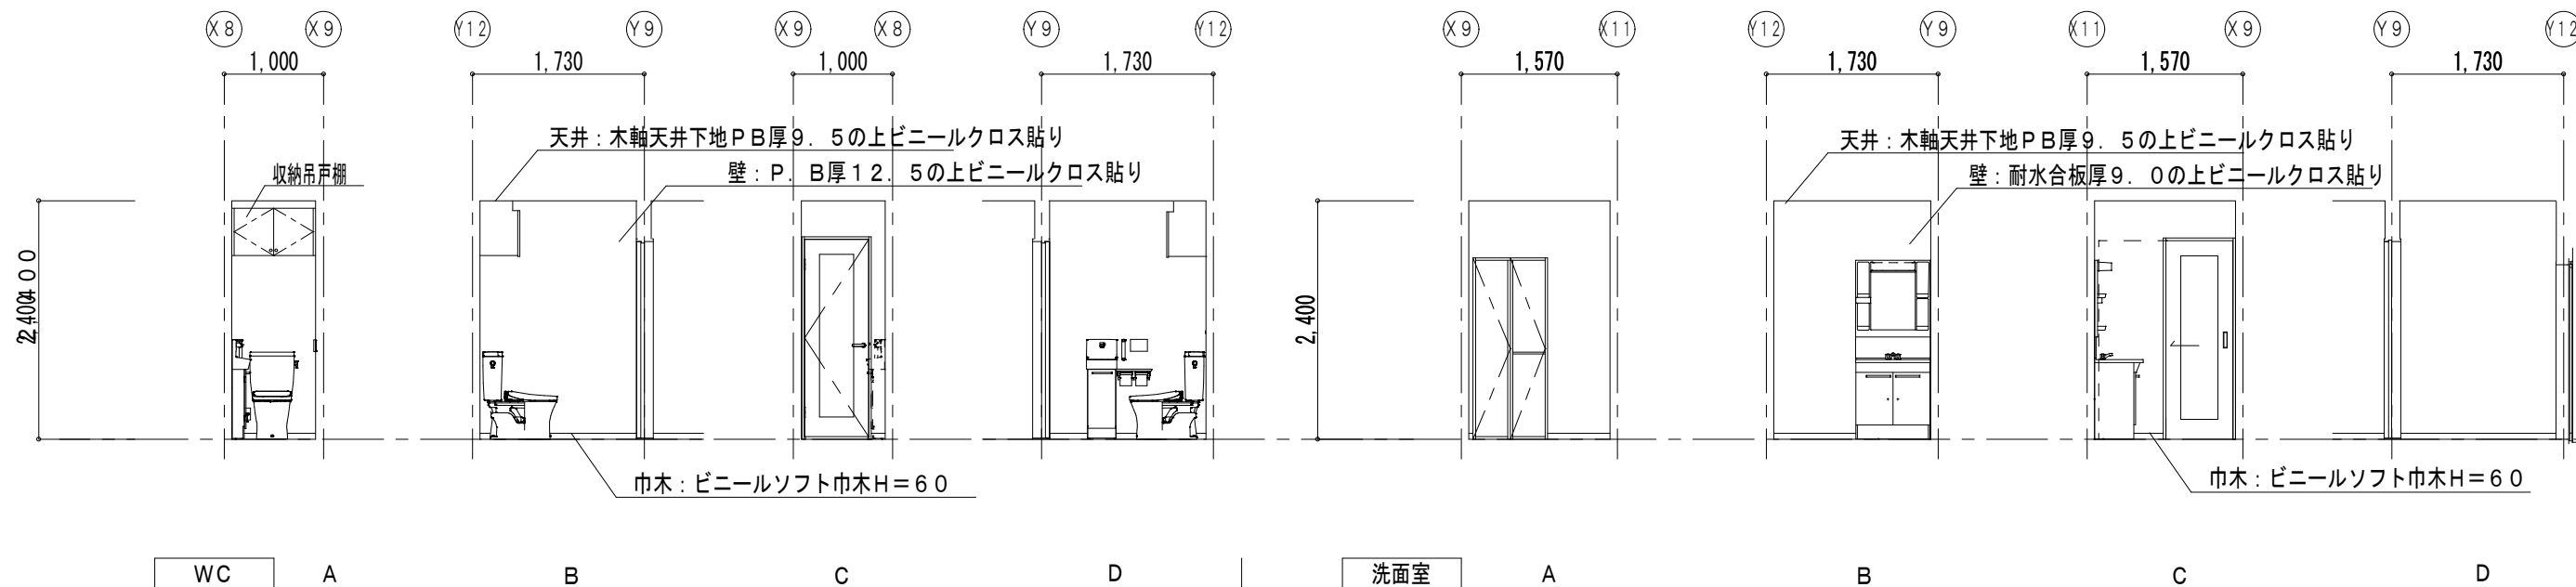 X8 X9 Y12 Y9 X9 X8 Y9 Y12 X9 X11 Y12 Y9 X11 X9 Y9 Y12
1,000 1,730 1,000 1,730 1,570 1,730 1,570 1,730
天井：木軸天井下地ＰＢ厚９．５の上ビニールクロス貼り
天井：木軸天井下地ＰＢ厚９．５の上ビニールクロス貼り
収納吊戸棚
壁：Ｐ．Ｂ厚１２．５の上ビニールクロス貼り
壁：耐水合板厚９．０の上ビニールクロス貼り
2,400
2,400
巾木：ビニールソフト巾木Ｈ＝６０
巾木：ビニールソフト巾木Ｈ＝６０
ＷＣ Ａ Ｂ Ｃ Ｄ 洗面室 Ａ Ｂ Ｃ Ｄ